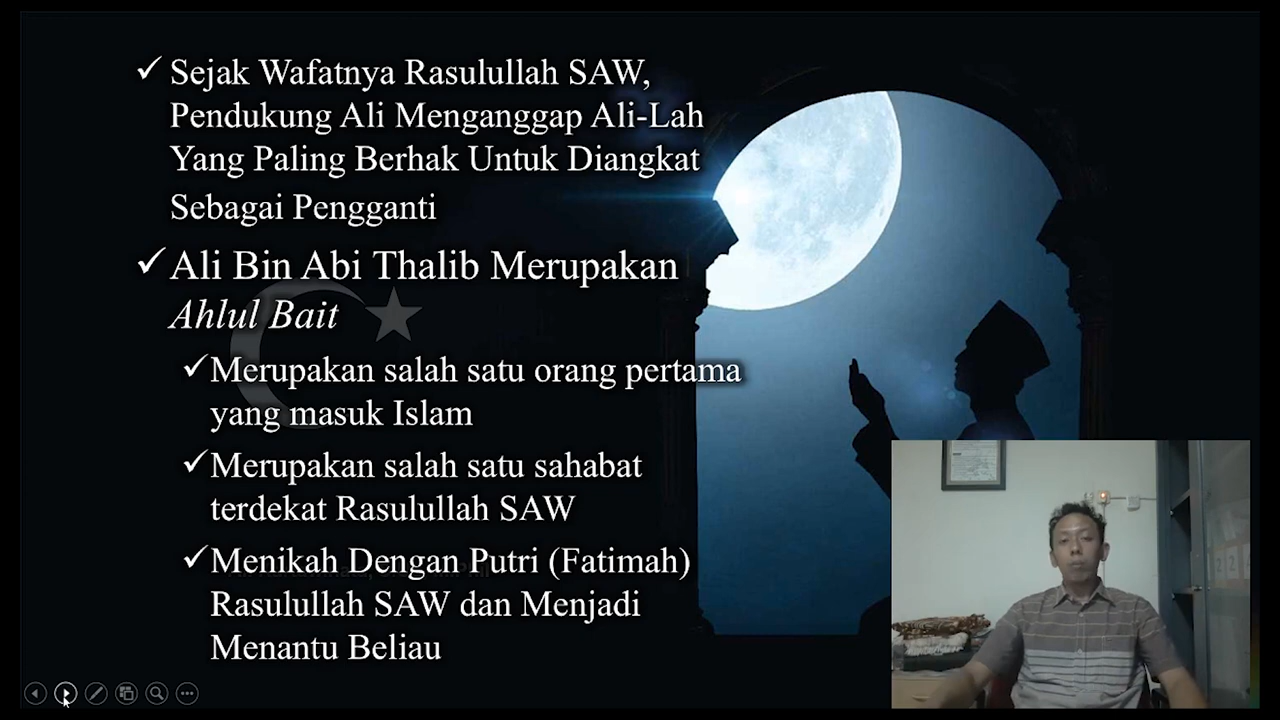 Sejak Wafatnya Rasulullah SAW,
Pendukung Ali Menganggap Ali-Lah
Yang Paling Berhak Untuk Diangkat
Sebagai Pengganti
Ali Bin Abi Thalib Merupakan
Ahlul Bait
Merupakan salah satu orang pertama
yang masuk Islam
Merupakan salah satu sahabat
terdekat Rasulullah SAW
Menikah Dengan Putri (Fatimah)
Rasulullah SAW dan Menjadi
Menantu Beliau